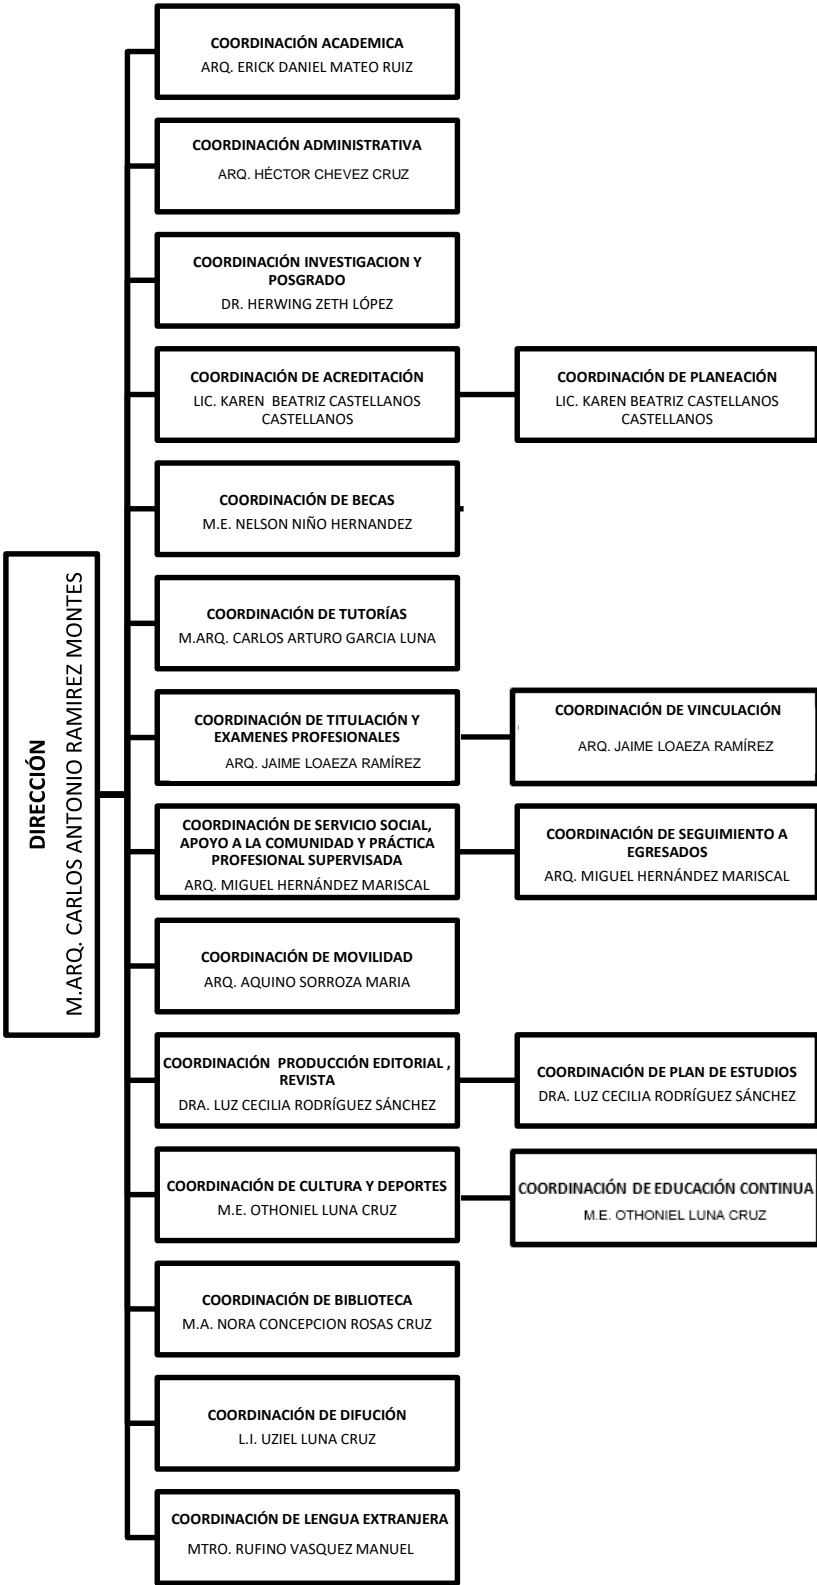 COORDINACIÓN ACADEMICA
ARQ. ERICK DANIEL MATEO RUIZ
COORDINACIÓN ADMINISTRATIVA
ARQ. HÉCTOR CHEVEZ CRUZ
COORDINACIÓN INVESTIGACION Y
POSGRADO
DR. HERWING ZETH LÓPEZ
COORDINACIÓN DE ACREDITACIÓN
LIC. KAREN BEATRIZ CASTELLANOS
CASTELLANOS
COORDINACIÓN DE PLANEACIÓN
LIC. KAREN BEATRIZ CASTELLANOS
CASTELLANOS
COORDINACIÓN DE BECAS
M.E. NELSON NIÑO HERNANDEZ
DIRECCIÓN
M.ARQ. CARLOS ANTONIO RAMIREZ MONTES
COORDINACIÓN DE TUTORÍAS
M.ARQ. CARLOS ARTURO GARCIA LUNA
COORDINACIÓN DE TITULACIÓN Y
EXAMENES PROFESIONALES
ARQ. JAIME LOAEZA RAMÍREZ
COORDINACIÓN DE VINCULACIÓN
ARQ. JAIME LOAEZA RAMÍREZ
COORDINACIÓN DE SERVICIO SOCIAL,
APOYO A LA COMUNIDAD Y PRÁCTICA
PROFESIONAL SUPERVISADA
ARQ. MIGUEL HERNÁNDEZ MARISCAL
COORDINACIÓN DE SEGUIMIENTO A
EGRESADOS
ARQ. MIGUEL HERNÁNDEZ MARISCAL
COORDINACIÓN DE MOVILIDAD
ARQ. AQUINO SORROZA MARIA
COORDINACIÓN PRODUCCIÓN EDITORIAL ,
REVISTA
DRA. LUZ CECILIA RODRÍGUEZ SÁNCHEZ
COORDINACIÓN DE PLAN DE ESTUDIOS
DRA. LUZ CECILIA RODRÍGUEZ SÁNCHEZ
COORDINACIÓN DE CULTURA Y DEPORTES
M.E. OTHONIEL LUNA CRUZ
COORDINACIÓN DE EDUCACIÓN CONTINUA
M.E. OTHONIEL LUNA CRUZ
COORDINACIÓN DE BIBLIOTECA
M.A. NORA CONCEPCION ROSAS CRUZ
COORDINACIÓN DE DIFUCIÓN
L.I. UZIEL LUNA CRUZ
COORDINACIÓN DE LENGUA EXTRANJERA
MTRO. RUFINO VASQUEZ MANUEL